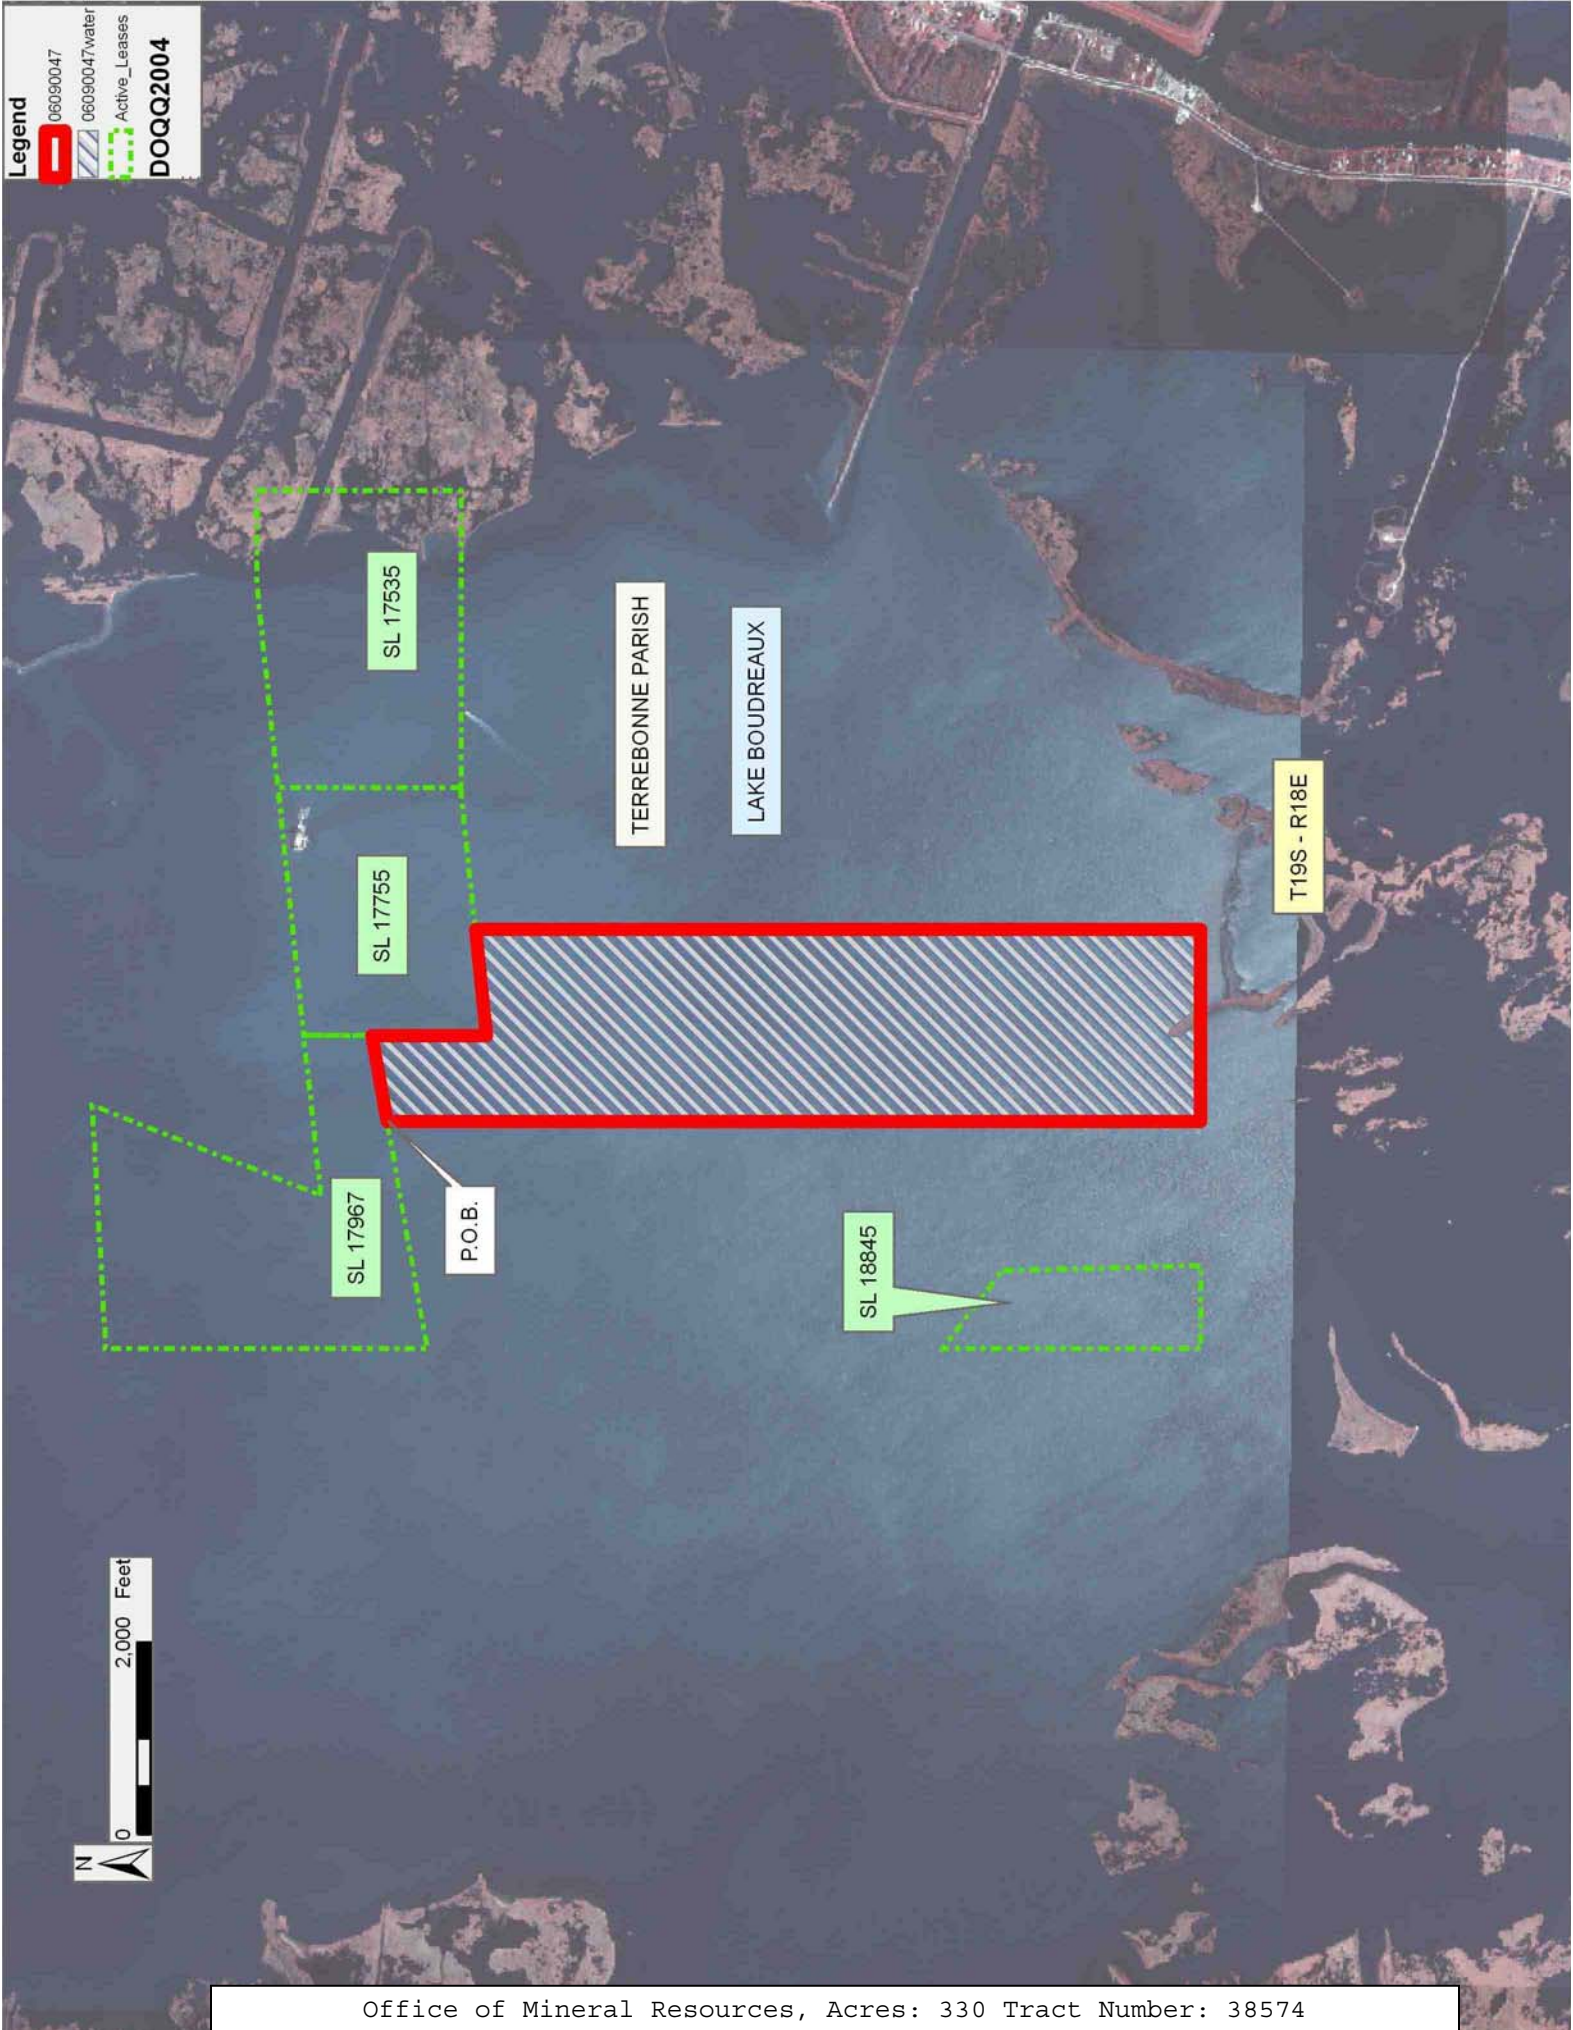 Legend
06090047
06090047water
Active_Leases
DOQQ2004
N
0 2,000 Feet
SL 17967
SL 17755
SL 17535
P.O.B.
TERREBONNE PARISH
LAKE BOUDREAUX
SL 18845
T19S - R18E
Office of Mineral Resources, Acres: 330 Tract Number: 38574